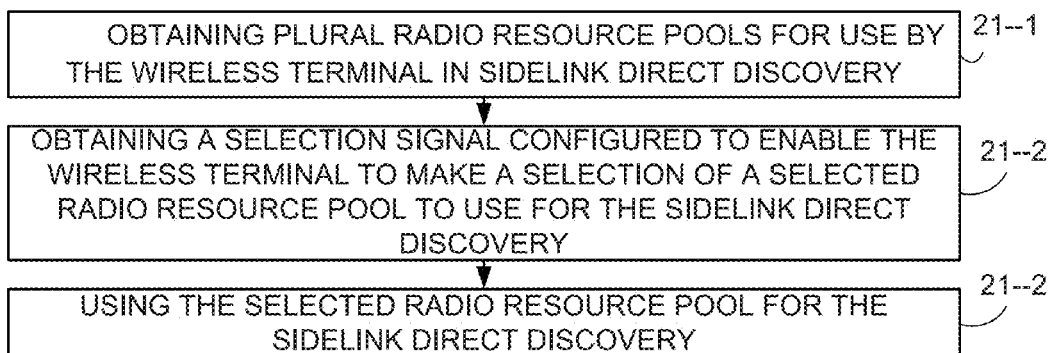 OBTAINING PLURAL RADIO RESOURCE POOLS FOR USE BY
THE WIRELESS TERMINAL IN SIDELINK DIRECT DISCOVERY
21--1
OBTAINING A SELECTION SIGNAL CONFIGURED TO ENABLE THE
WIRELESS TERMINAL TO MAKE A SELECTION OF A SELECTED
RADIO RESOURCE POOL TO USE FOR THE SIDELINK DIRECT
DISCOVERY
21--2
USING THE SELECTED RADIO RESOURCE POOL FOR THE
SIDELINK DIRECT DISCOVERY
21--2